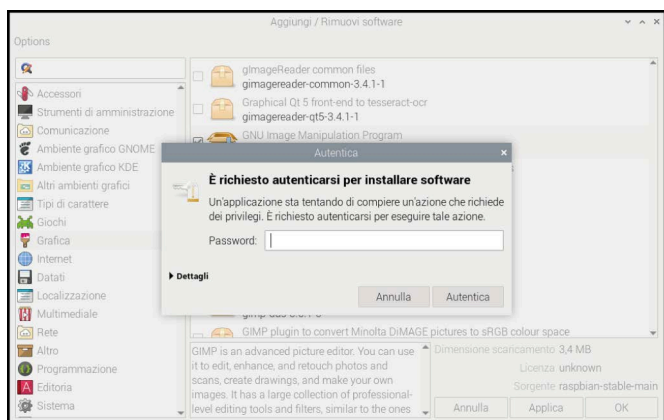 Aggiungi / Rimuovi software
Options
Accessori
Strumenti di amministrazione
Comunicazione
Ambiente grafico GNOME
Ambiente grafico KDE
Altri ambienti grafici
Tipi di carattere
Giochi
Grafica
Internet
Datati
Localizzazione
Multimediale
Rete
Altro
Programmazione
Editoria
Sistema
gImageReader common files
gimagereader-common-3.4.1-1
Graphical Qt 5 front-end to tesseract-ocr
gimagereader-qt5-3.4.1-1
GNU Image Manipulation Program
Autentica
È richiesto autenticarsi per installare software
Un'applicazione sta tentando di compiere un'azione che richiede
dei privilegi. È richiesto autenticarsi per eseguire tale azione.
Password:
Dettagli
Annulla Autentica
GIMP plugin to convert Minolta DiMAGE pictures to sRGB colour space
GIMP is an advanced picture editor. You can use
it to edit, enhance, and retouch photos and
scans, create drawings, and make your own
images. It has a large collection of professional-
level editing tools and filters, similar to the ones
Dimensione scaricamento 3,4 MB
Licenza unknown
Sorgente raspbian-stable-main
Annulla Applica OK